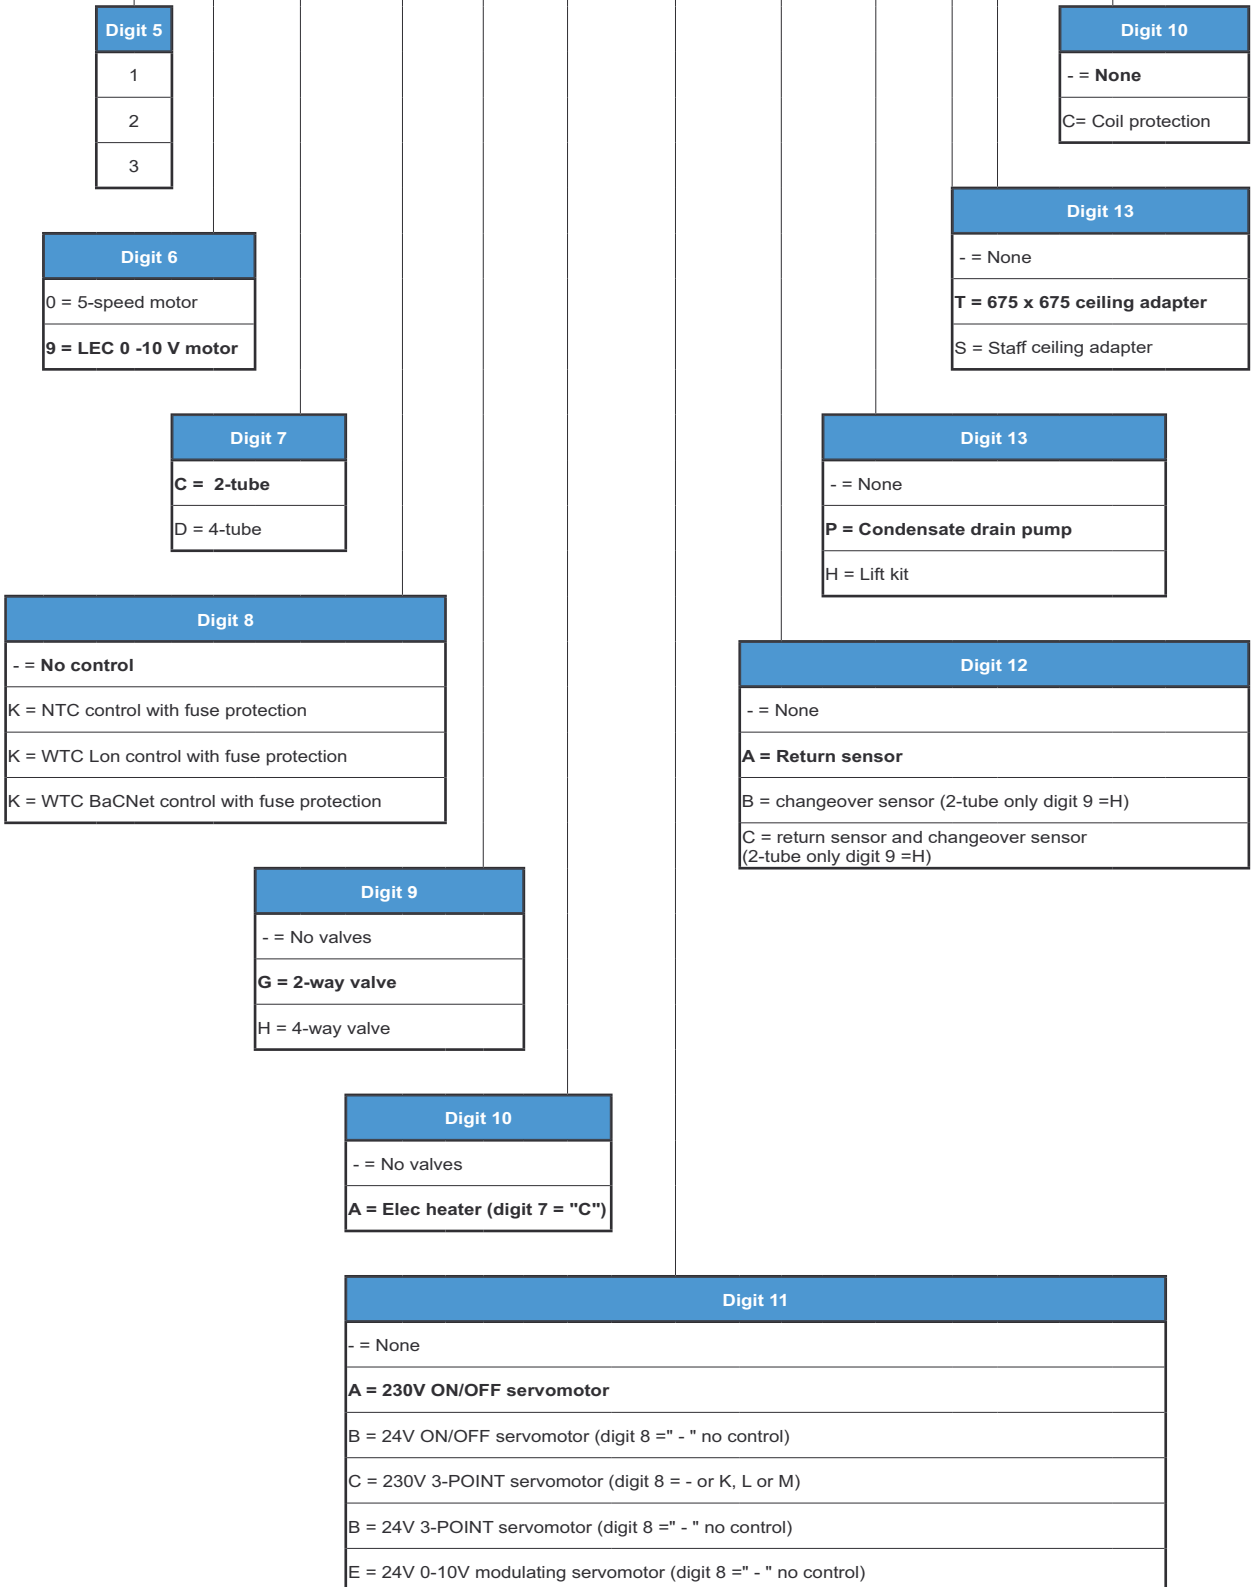 Digit 5
1
2
3
Digit 10
- = None
C= Coil protection
Digit 13
- = None
T = 675 x 675 ceiling adapter
S = Staff ceiling adapter
Digit 6
0 = 5-speed motor
9 = LEC 0 -10 V motor
Digit 7
C = 2-tube
D = 4-tube
Digit 13
- = None
P = Condensate drain pump
H = Lift kit
Digit 8
- = No control
K = NTC control with fuse protection
K = WTC Lon control with fuse protection
K = WTC BaCNet control with fuse protection
Digit 12
- = None
A = Return sensor
B = changeover sensor (2-tube only digit 9 =H)
C = return sensor and changeover sensor
(2-tube only digit 9 =H)
Digit 9
- = No valves
G = 2-way valve
H = 4-way valve
Digit 10
- = No valves
A = Elec heater (digit 7 = "C")
Digit 11
- = None
A = 230V ON/OFF servomotor
B = 24V ON/OFF servomotor (digit 8 =" - " no control)
C = 230V 3-POINT servomotor (digit 8 = - or K, L or M)
B = 24V 3-POINT servomotor (digit 8 =" - " no control)
E = 24V 0-10V modulating servomotor (digit 8 =" - " no control)